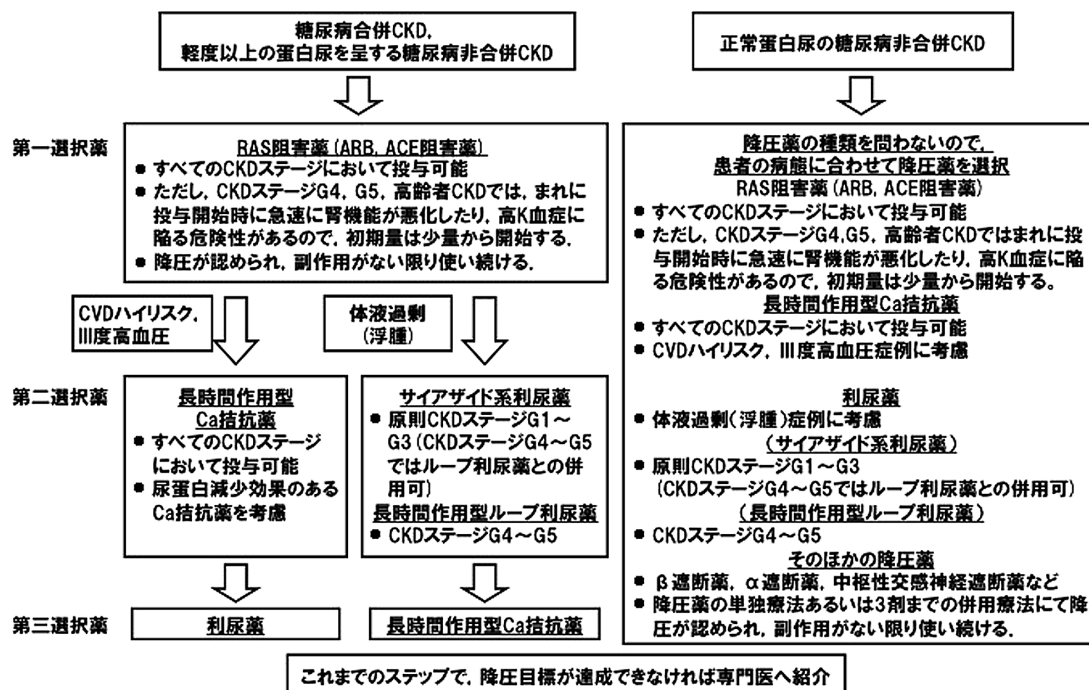 糖尿病合併CKD,
軽度以上の蛋白尿を呈する糖尿病非合併CKD
正常蛋白尿の糖尿病非合併CKD
第一選択薬
RAS阻害薬(ARB, ACE阻害薬)
● すべてのCKDステージにおいて投与可能
● ただし, CKDステージG4, G5, 高齢者CKDでは, まれに
投与開始時に急速に腎機能が悪化したり, 高K血症に
陥る危険性があるので, 初期量は少量から開始する.
● 降圧が認められ, 副作用がない限り使い続ける.
CVDハイリスク,
III度高血圧
体液過剰
(浮腫)
第二選択薬
長時間作用型
Ca拮抗薬
● すべてのCKDステージ
において投与可能
● 尿蛋白減少効果のある
Ca拮抗薬を考慮
サイアザイド系利尿薬
● 原則CKDステージG1～
G3(CKDステージG4～G5
ではループ利尿薬との併
用可)
長時間作用型ループ利尿薬
● CKDステージG4～G5
第三選択薬
利尿薬
長時間作用型Ca拮抗薬
降圧薬の種類を問わないので,
患者の病態に合わせて降圧薬を選択
RAS阻害薬(ARB, ACE阻害薬)
● すべてのCKDステージにおいて投与可能
● ただし, CKDステージG4,G5, 高齢者CKDではまれに投
与開始時に急速に腎機能が悪化したり, 高K血症に陥
る危険性があるので, 初期量は少量から開始する。
長時間作用型Ca拮抗薬
● すべてのCKDステージにおいて投与可能
● CVDハイリスク, III度高血圧症例に考慮
利尿薬
● 体液過剰(浮腫)症例に考慮
(サイアザイド系利尿薬)
● 原則CKDステージG1～G3
(CKDステージG4～G5ではループ利尿薬との併用可)
(長時間作用型ループ利尿薬)
● CKDステージG4～G5
そのほかの降圧薬
● β遮断薬, α遮断薬, 中枢性交感神経遮断薬など
● 降圧薬の単独療法あるいは3剤までの併用療法にて降
圧が認められ, 副作用がない限り使い続ける.
これまでのステップで, 降圧目標が達成できなければ専門医へ紹介